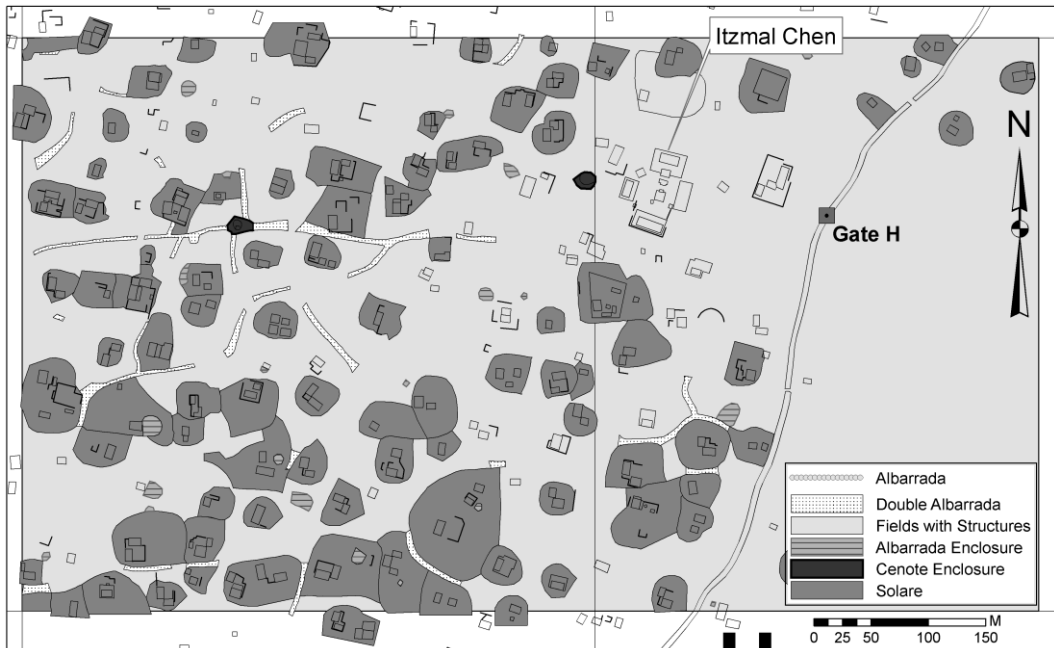 Itzmal Chen
N
Gate H
Albarrada
Double Albarrada
Fields with Structures
Albarrada Enclosure
Cenote Enclosure
Solare
M
0 25 50 100 150